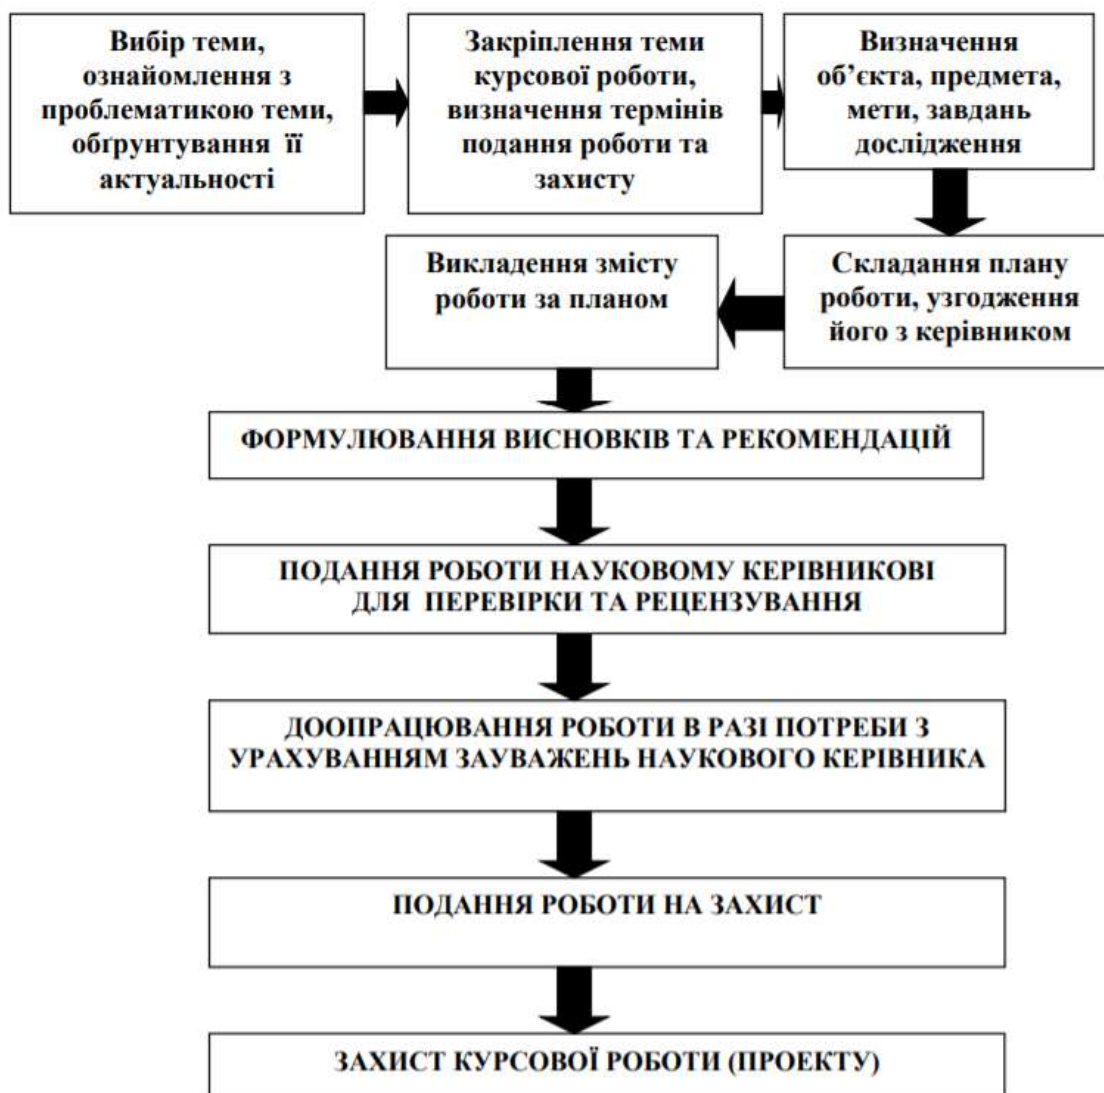 Вибір теми,
ознайомлення з
проблематикою теми,
обґрунтування її
актуальності
Закріплення теми
курсової роботи,
визначення термінів
подання роботи та
захисту
Визначення
об’єкта, предмета,
мети, завдань
дослідження
Складання плану
роботи, узгодження
його з керівником
Викладення змісту
роботи за планом
ФОРМУЛЮВАННЯ ВИСНОВКІВ ТА РЕКОМЕНДАЦІЙ
ПОДАННЯ РОБОТИ НАУКОВОМУ КЕРІВНИКОВІ
ДЛЯ ПЕРЕВІРКИ ТА РЕЦЕНЗУВАННЯ
ДООПРАЦЮВАННЯ РОБОТИ В РАЗІ ПОТРЕБИ З
УРАХУВАННЯМ ЗАУВАЖЕНЬ НАУКОВОГО КЕРІВНИКА
ПОДАННЯ РОБОТИ НА ЗАХИСТ
ЗАХИСТ КУРСОВОЇ РОБОТИ (ПРОЕКТУ)